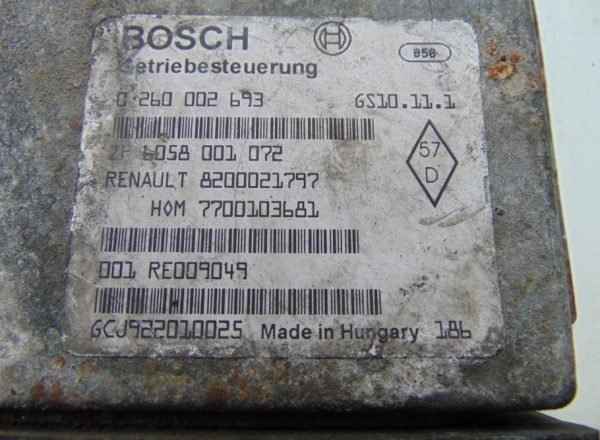 BOSCH
850
Getriebesteuerung
0 260 002 693 GS10.11.1
ZF 6058 001 072
57
D
RENAULT 8200021797
HOM 7700103681
001 RE009049
GCJ922010025 Made in Hungary 186